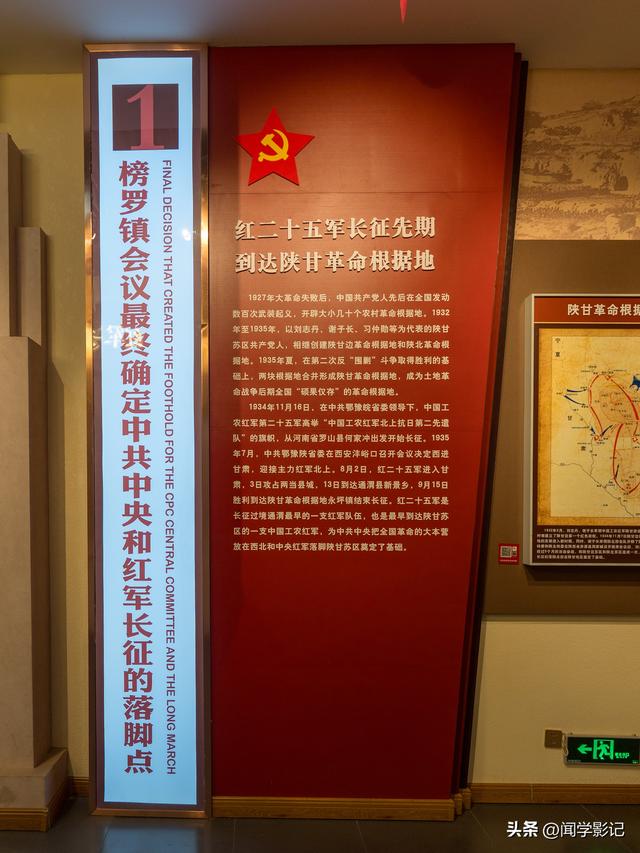 1
榜罗镇会议最终确定中共中央和红军长征的落脚点
FINAL DECISION THAT CREATED THE FOOTHOLD FOR THE CPC CENTRAL COMMITTEE AND THE LONG MARCH
红二十五军长征先期
到达陕甘革命根据地
1927年大革命失败后，中国共产党人先后在全国发动
数百次武装起义，开辟大小几十个农村革命根据地。1932
年至1935年，以刘志丹、谢子长、习仲勋等为代表的陕甘
苏区共产党人，相继创建陕甘边革命根据地和陕北革命根
据地。1935年夏，在第二次反“围剿”斗争取得胜利的基
础上，两块根据地合并形成陕甘革命根据地，成为土地革
命战争后期全国“硕果仅存”的革命根据地。
1934年11月16日，在中共鄂豫皖省委领导下，中国工
农红军第二十五军高举“中国工农红军北上抗日第二先遣
队”的旗帜，从河南省罗山县何家冲出发开始长征。1935
年7月，中共鄂豫陕省委在西安沣峪口召开会议决定西进
甘肃，迎接主力红军北上。8月2日，红二十五军进入甘
肃，3日攻占两当县城，13日到达通渭县新景乡，9月15日
胜利到达陕甘革命根据地永坪镇结束长征。红二十五军是
长征过境通渭最早的一支红军队伍，也是最早到达陕甘苏
区的一支中国工农红军，为中共中央把全国革命的大本营
放在西北和中央红军落脚陕甘苏区奠定了基础。
陕甘革命根
头条 @闻学影记